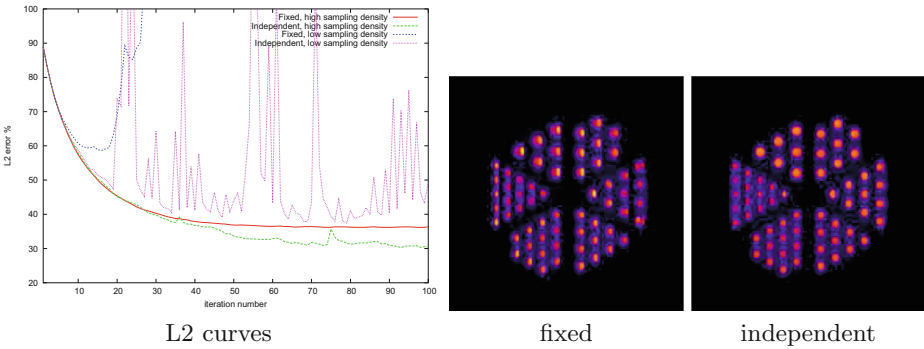 Fixed, high sampling density
Independent, high sampling density
Fixed, low sampling density
Independent, low sampling density
L2 error %
100
90
80
70
60
50
40
30
20
10 20 30 40 50 60 70 80 90 100
iteration number
L2 curves fixed independent